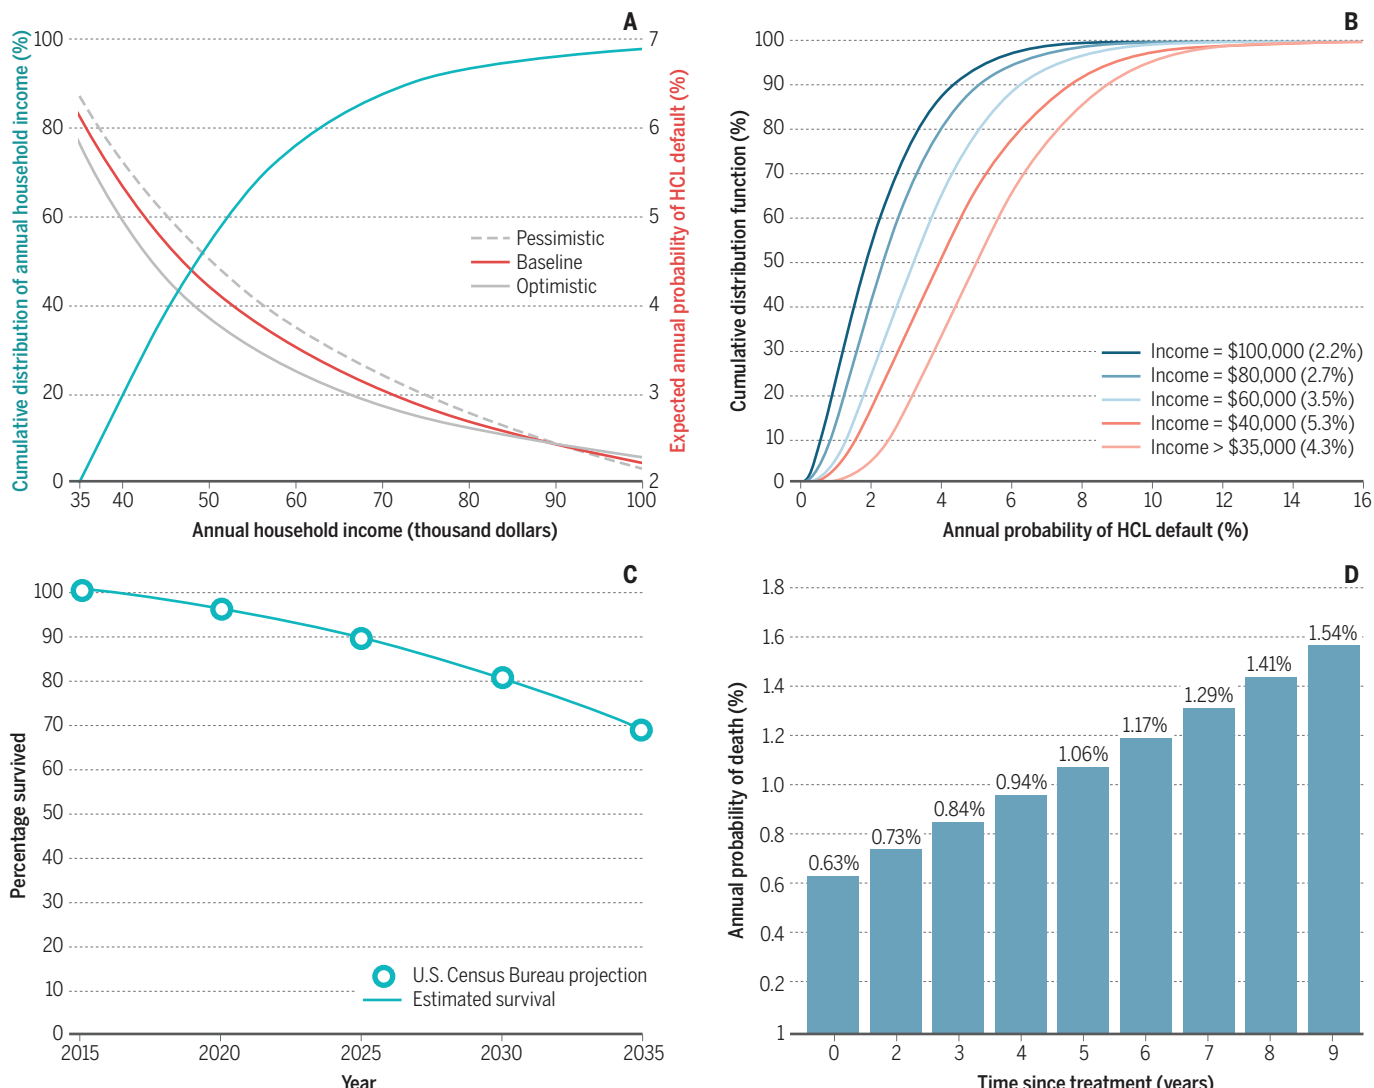 A
Cumulative distribution of annual household income (%)
100
80
60
40
20
0
7
6
5
4
3
2
Expected annual probability of HCL default (%)
Pessimistic
Baseline
Optimistic
35 40 50 60 70 80 90 100
Annual household income (thousand dollars)
B
Cumulative distribution function (%)
100
90
80
70
60
50
40
30
20
10
0
Income = $100,000 (2.2%)
Income = $80,000 (2.7%)
Income = $60,000 (3.5%)
Income = $40,000 (5.3%)
Income > $35,000 (4.3%)
0 2 4 6 8 10 12 14 16
Annual probability of HCL default (%)
C
Percentage survived
100
90
80
70
60
50
40
30
20
10
0
U.S. Census Bureau projection
Estimated survival
2015 2020 2025 2030 2035
Year
D
Annual probability of death (%)
1.8
1.6
1.4
1.2
1.0
0.8
0.6
0.4
0.2
1
0.63%
0.73%
0.84%
0.94%
1.06%
1.17%
1.29%
1.41%
1.54%
0 2 3 4 5 6 7 8 9
Time since treatment (years)